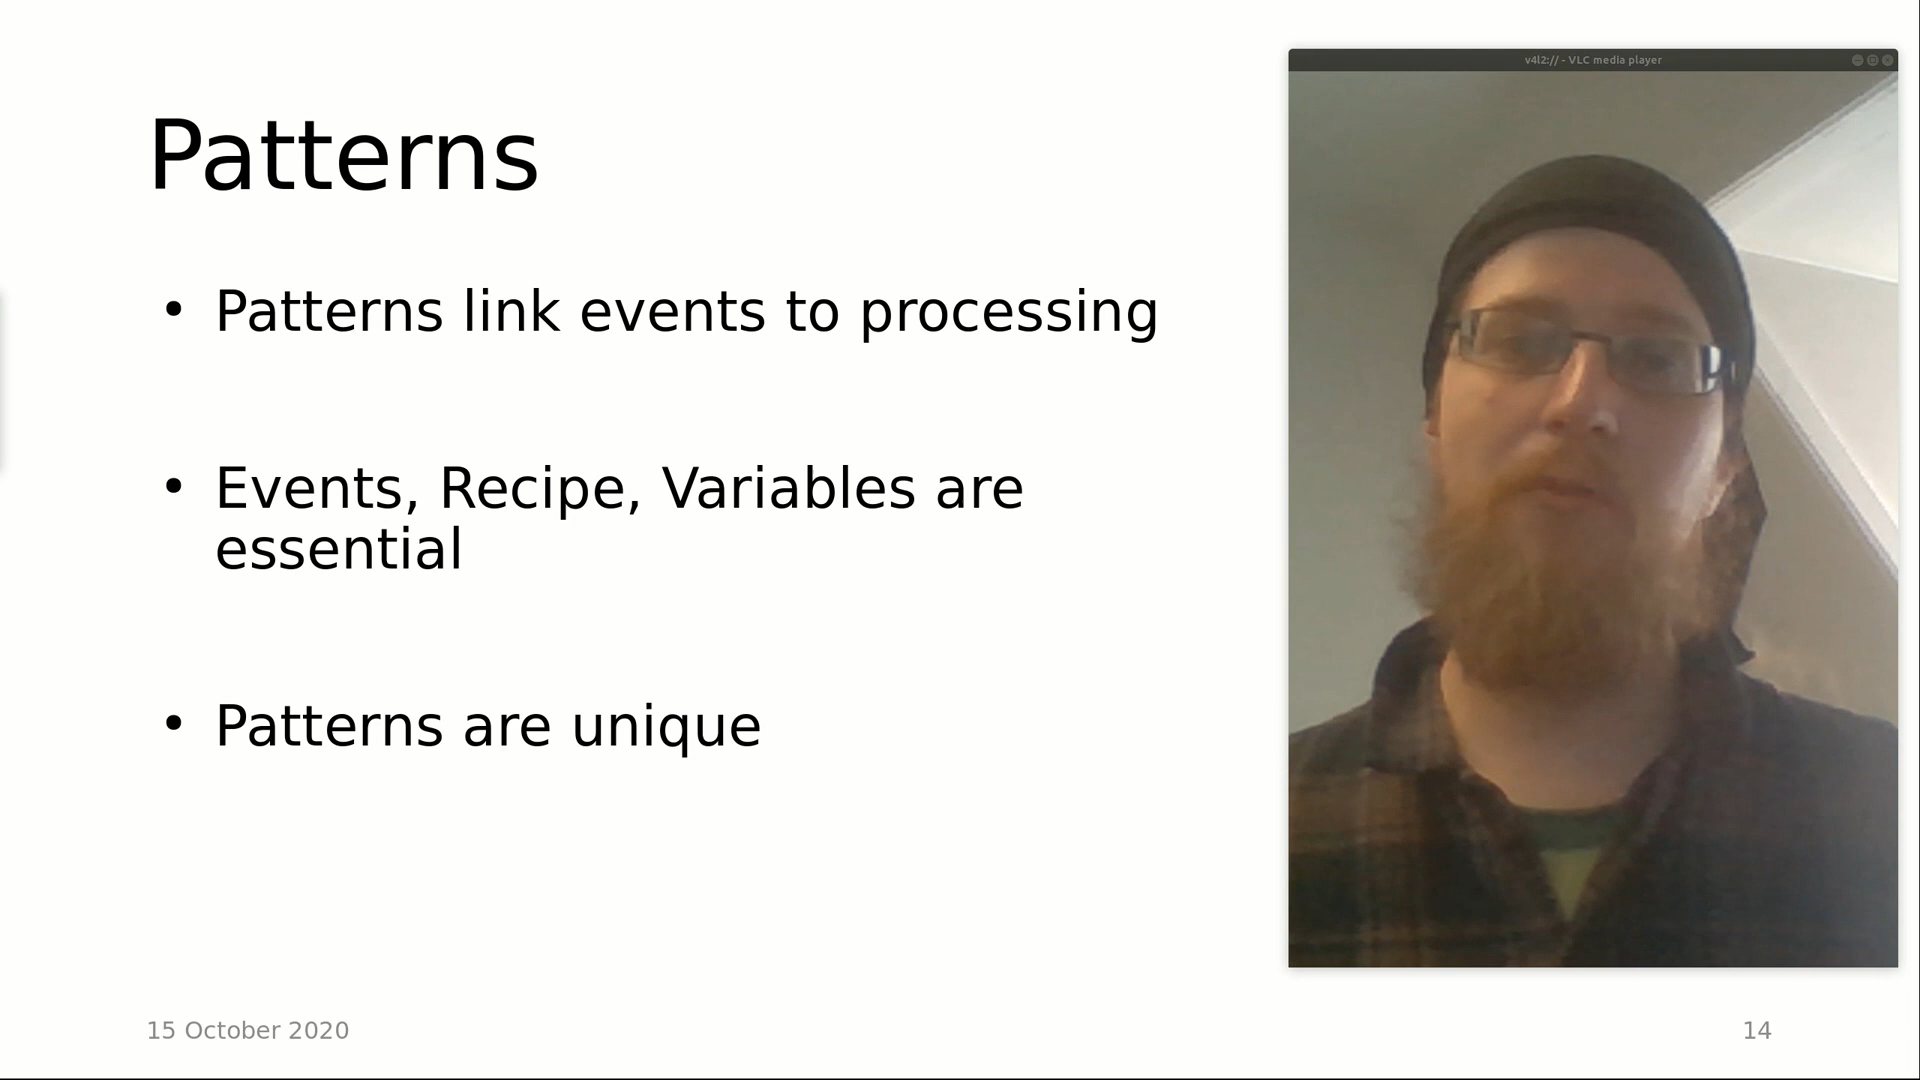 v4l2:// - VLC media player
Patterns
• Patterns link events to processing
• Events, Recipe, Variables are
essential
• Patterns are unique
15 October 2020
14